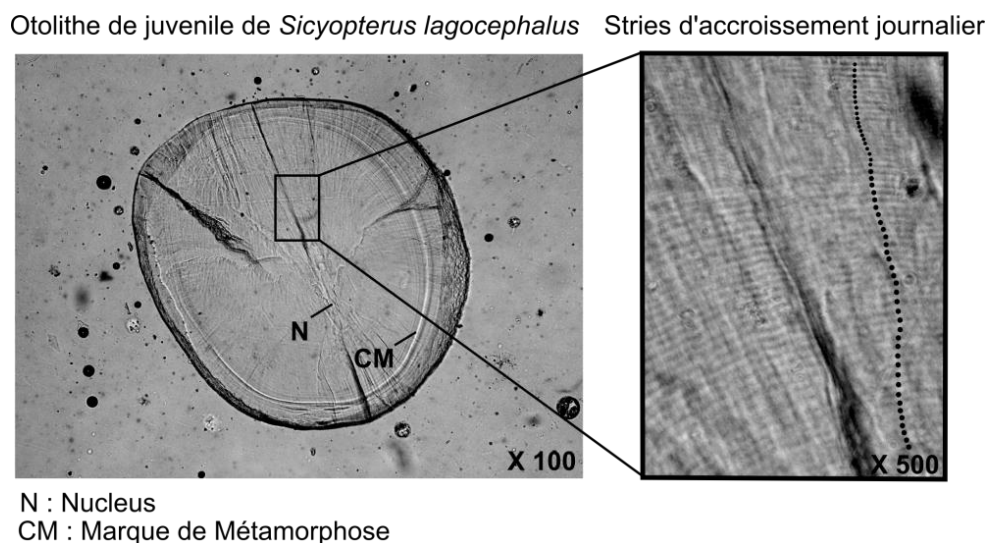 Otolithe de juvenile de Sicyopterus lagocephalus
Stries d'accroissement journalier
N
CM
X 100
X 500
N : Nucleus
CM : Marque de Métamorphose